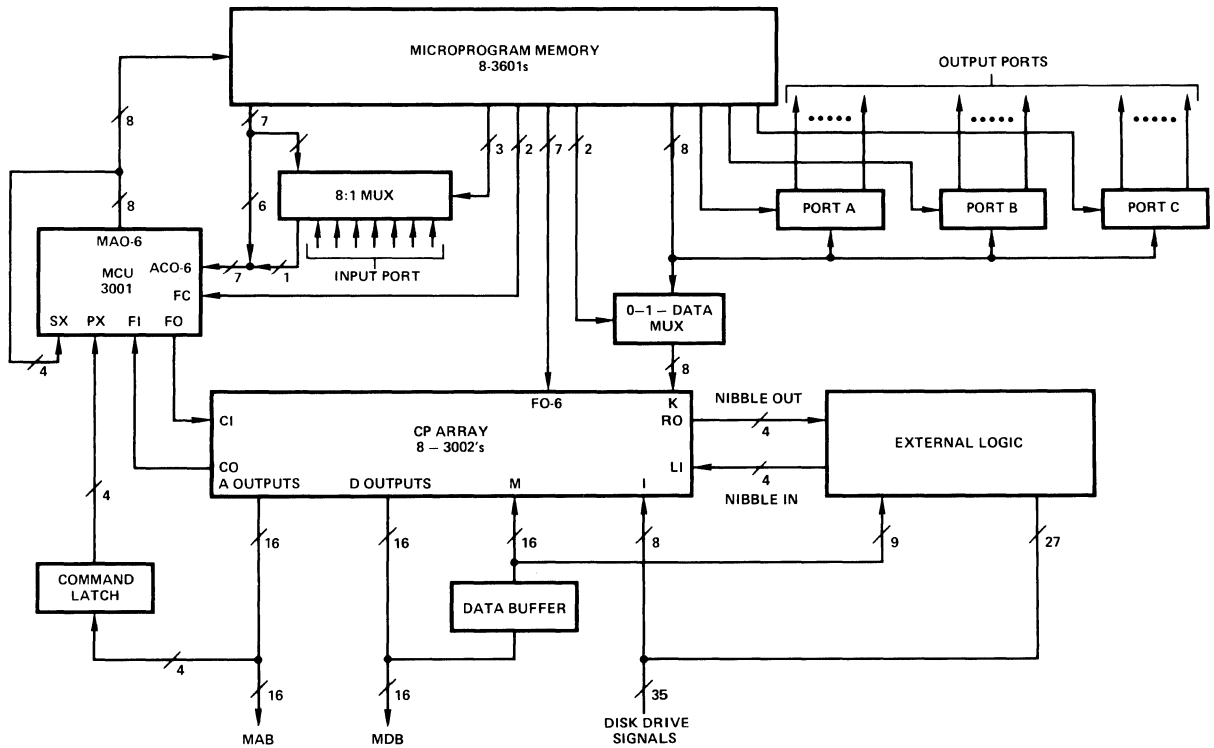 MICROPROGRAM MEMORY
8-3601s
OUTPUT PORTS
8
7
3
2
7
2
8
8
6
8:1 MUX
PORT A
PORT B
PORT C
MAO-6
MCU
3001
ACO-6
7
1
INPUT PORT
FC
SX PX FI FO
0–1 – DATA
MUX
4
8
FO-6
K
NIBBLE OUT
CI
RO
4
CP ARRAY
8 – 3002's
EXTERNAL LOGIC
CO
LI
4
A OUTPUTS
D OUTPUTS
M
I
NIBBLE IN
4
16
16
16
8
9
27
COMMAND
LATCH
DATA BUFFER
4
16
16
35
MAB
MDB
DISK DRIVE
SIGNALS